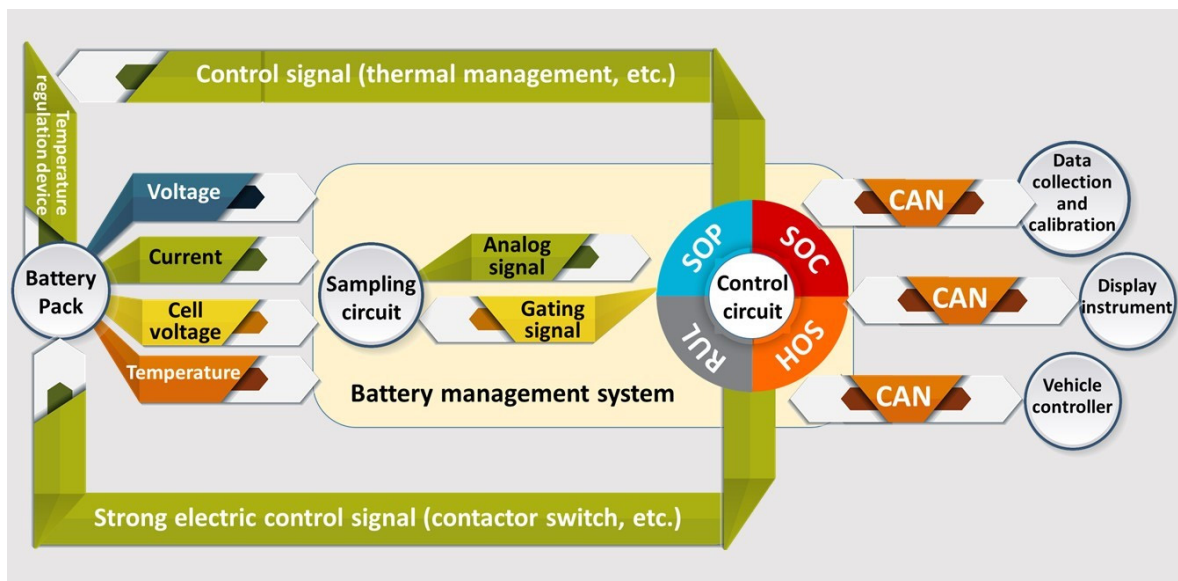 Control signal (thermal management, etc.)
Temperature
regulation device
Battery
Pack
Voltage
Current
Cell
voltage
Temperature
Sampling
circuit
Analog
signal
Gating
signal
Battery management system
SOP
SOC
RUL
SOH
Control
circuit
CAN
Data
collection
and
calibration
CAN
Display
instrument
CAN
Vehicle
controller
Strong electric control signal (contactor switch, etc.)